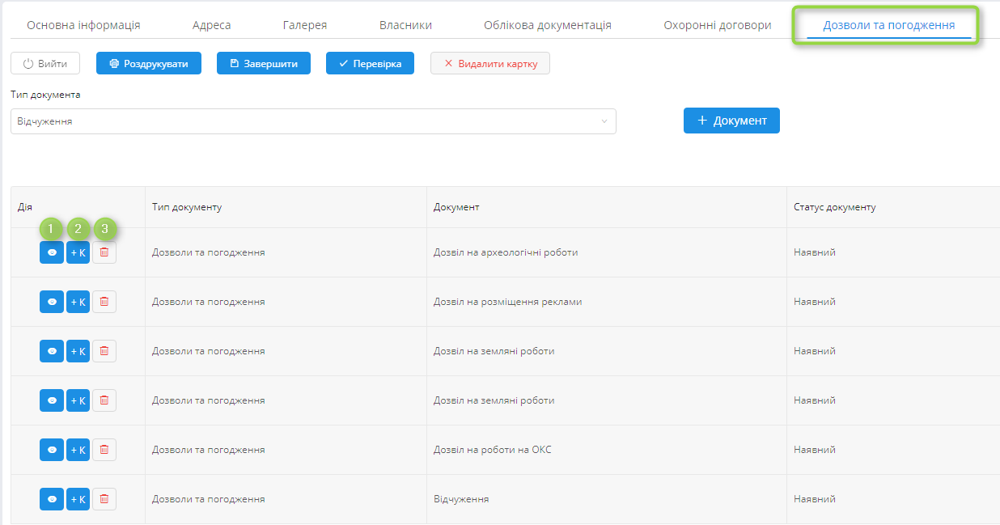 Основна інформація Адреса Галерея Власники Облікова документація Охоронні договори Дозволи та погодження
Вийти Роздрукувати Завершити Перевірка Видалити картку
Тип документа
Відчуження
+ Документ
Дія Тип документу Документ Статус документу
1 2 3
+ К Дозволи та погодження Дозвіл на археологічні роботи Наявний
+ К Дозволи та погодження Дозвіл на розміщення реклами Наявний
+ К Дозволи та погодження Дозвіл на земляні роботи Наявний
+ К Дозволи та погодження Дозвіл на земляні роботи Наявний
+ К Дозволи та погодження Дозвіл на роботи на ОКС Наявний
+ К Дозволи та погодження Відчуження Наявний